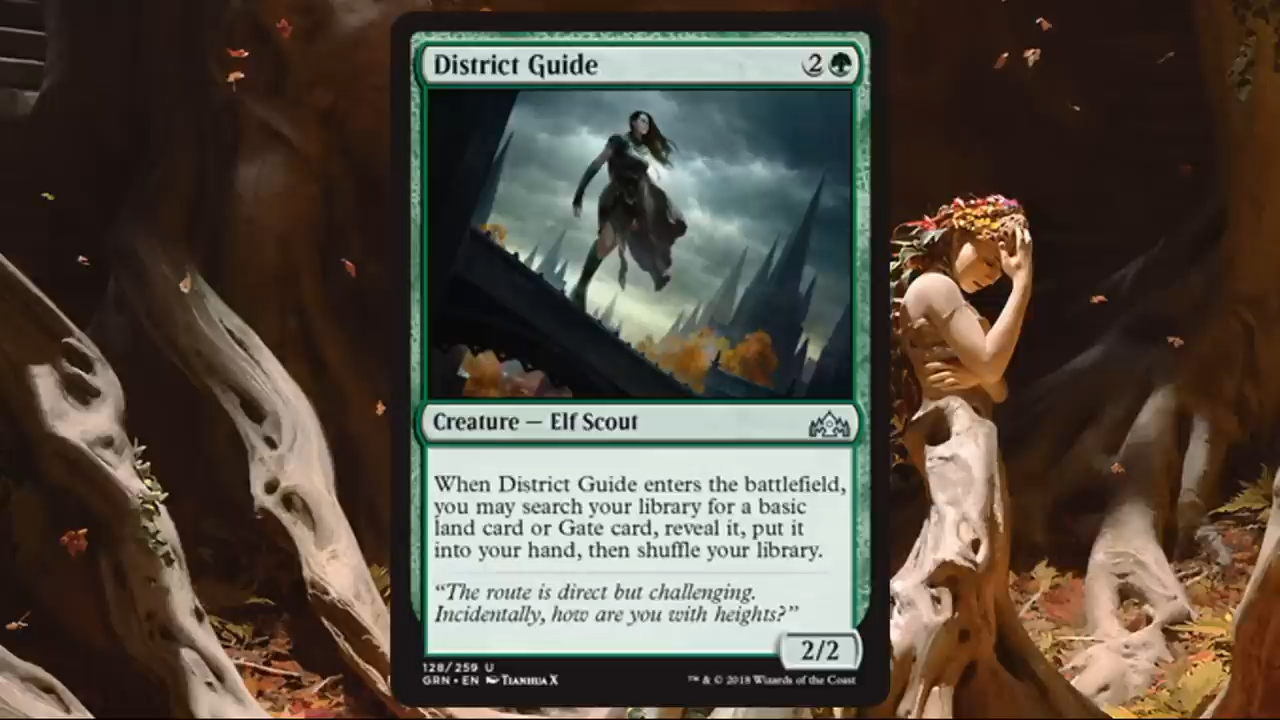 District Guide 2
Creature — Elf Scout
When District Guide enters the battlefield,
you may search your library for a basic
land card or Gate card, reveal it, put it
into your hand, then shuffle your library.
“The route is direct but challenging.
Incidentally, how are you with heights?”
2/2
128/259 U
GRN • EN TIANHUA X
™ & © 2018 Wizards of the Coast